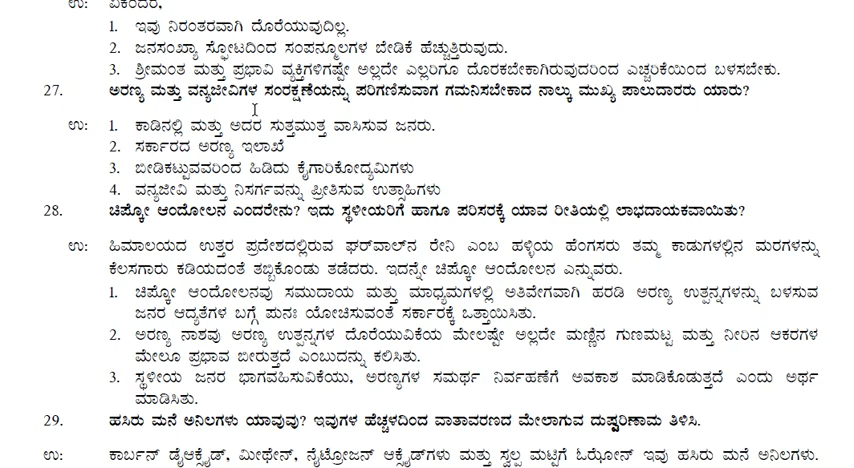 ಉ: ಏಕೆಂದರೆ,
1. ಇವು ನಿರಂತರವಾಗಿ ದೊರೆಯುವುದಿಲ್ಲ.
2. ಜನಸಂಖ್ಯಾ ಸ್ಫೋಟದಿಂದ ಸಂಪನ್ಮೂಲಗಳ ಬೇಡಿಕೆ ಹೆಚ್ಚುತ್ತಿರುವುದು.
3. ಶ್ರೀಮಂತ ಮತ್ತು ಪ್ರಭಾವಿ ವ್ಯಕ್ತಿಗಳಿಗಷ್ಟೇ ಅಲ್ಲದೇ ಎಲ್ಲರಿಗೂ ದೊರಕಬೇಕಾಗಿರುವುದರಿಂದ ಎಚ್ಚರಿಕೆಯಿಂದ ಬಳಸಬೇಕು.
27. ಅರಣ್ಯ ಮತ್ತು ವನ್ಯಜೀವಿಗಳ ಸಂರಕ್ಷಣೆಯನ್ನು ಪರಿಗಣಿಸುವಾಗ ಗಮನಿಸಬೇಕಾದ ನಾಲ್ಕು ಮುಖ್ಯ ಪಾಲುದಾರರು ಯಾರು?
ಉ: 1. ಕಾಡಿನಲ್ಲಿ ಮತ್ತು ಅದರ ಸುತ್ತಮುತ್ತ ವಾಸಿಸುವ ಜನರು.
2. ಸರ್ಕಾರದ ಅರಣ್ಯ ಇಲಾಖೆ
3. ಬೀಡಿಕಟ್ಟುವವರಿಂದ ಹಿಡಿದು ಕೈಗಾರಿಕೋದ್ಯಮಿಗಳು
4. ವನ್ಯಜೀವಿ ಮತ್ತು ನಿಸರ್ಗವನ್ನು ಪ್ರೀತಿಸುವ ಉತ್ಸಾಹಿಗಳು
28. ಚಿಪ್ಕೋ ಆಂದೋಲನ ಎಂದರೇನು? ಇದು ಸ್ಥಳೀಯರಿಗೆ ಹಾಗೂ ಪರಿಸರಕ್ಕೆ ಯಾವ ರೀತಿಯಲ್ಲಿ ಲಾಭದಾಯಕವಾಯಿತು?
ಉ: ಹಿಮಾಲಯದ ಉತ್ತರ ಪ್ರದೇಶದಲ್ಲಿರುವ ಘರ್‌ವಾಲ್‌ನ ರೇನಿ ಎಂಬ ಹಳ್ಳಿಯ ಹೆಂಗಸರು ತಮ್ಮ ಕಾಡುಗಳಲ್ಲಿನ ಮರಗಳನ್ನು
ಕೆಲಸಗಾರು ಕಡಿಯದಂತೆ ತಬ್ಬಿಕೊಂಡು ತಡೆದರು. ಇದನ್ನೇ ಚಿಪ್ಕೋ ಆಂದೋಲನ ಎನ್ನುವರು.
1. ಚಿಪ್ಕೋ ಆಂದೋಲನವು ಸಮುದಾಯ ಮತ್ತು ಮಾಧ್ಯಮಗಳಲ್ಲಿ ಅತಿವೇಗವಾಗಿ ಹರಡಿ ಅರಣ್ಯ ಉತ್ಪನ್ನಗಳನ್ನು ಬಳಸುವ
ಜನರ ಆದ್ಯತೆಗಳ ಬಗ್ಗೆ ಪುನಃ ಯೋಚಿಸುವಂತೆ ಸರ್ಕಾರಕ್ಕೆ ಒತ್ತಾಯಿಸಿತು.
2. ಅರಣ್ಯ ನಾಶವು ಅರಣ್ಯ ಉತ್ಪನ್ನಗಳ ದೊರೆಯುವಿಕೆಯ ಮೇಲಷ್ಟೇ ಅಲ್ಲದೇ ಮಣ್ಣಿನ ಗುಣಮಟ್ಟ ಮತ್ತು ನೀರಿನ ಆಕರಗಳ
ಮೇಲೂ ಪ್ರಭಾವ ಬೀರುತ್ತದೆ ಎಂಬುದನ್ನು ಕಲಿಸಿತು.
3. ಸ್ಥಳೀಯ ಜನರ ಭಾಗವಹಿಸುವಿಕೆಯು, ಅರಣ್ಯಗಳ ಸಮರ್ಥ ನಿರ್ವಹಣೆಗೆ ಅವಕಾಶ ಮಾಡಿಕೊಡುತ್ತದೆ ಎಂದು ಅರ್ಥ
ಮಾಡಿಸಿತು.
29. ಹಸಿರು ಮನೆ ಅನಿಲಗಳು ಯಾವುವು? ಇವುಗಳ ಹೆಚ್ಚಳದಿಂದ ವಾತಾವರಣದ ಮೇಲಾಗುವ ದುಷ್ಪರಿಣಾಮ ತಿಳಿಸಿ.
ಉ: ಕಾರ್ಬನ್ ಡೈಆಕ್ಸೈಡ್, ಮೀಥೇನ್, ನೈಟ್ರೋಜನ್ ಆಕ್ಸೈಡ್‌ಗಳು ಮತ್ತು ಸ್ವಲ್ಪ ಮಟ್ಟಿಗೆ ಓಝೋನ್ ಇವು ಹಸಿರು ಮನೆ ಅನಿಲಗಳು.